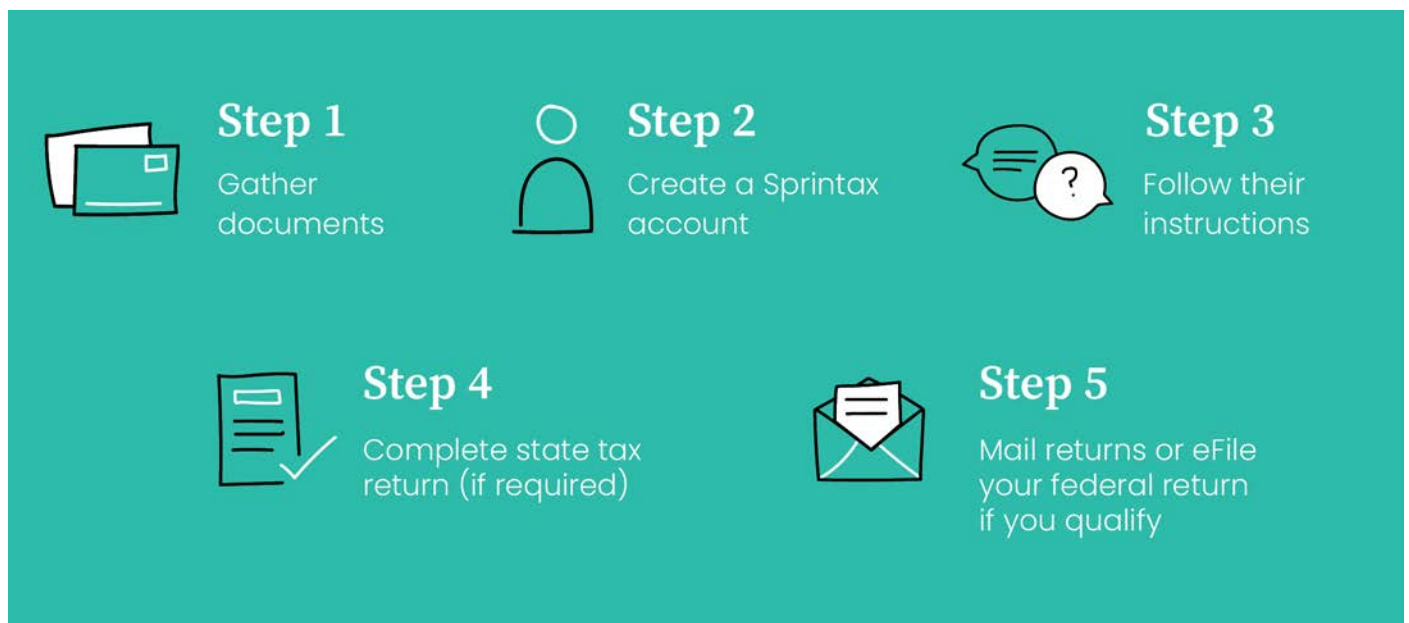 Step 1
Gather
documents
Step 2
Create a Sprintax
account
?
Step 3
Follow their
instructions
Step 4
Complete state tax
return (if required)
Step 5
Mail returns or eFile
your federal return
if you qualify